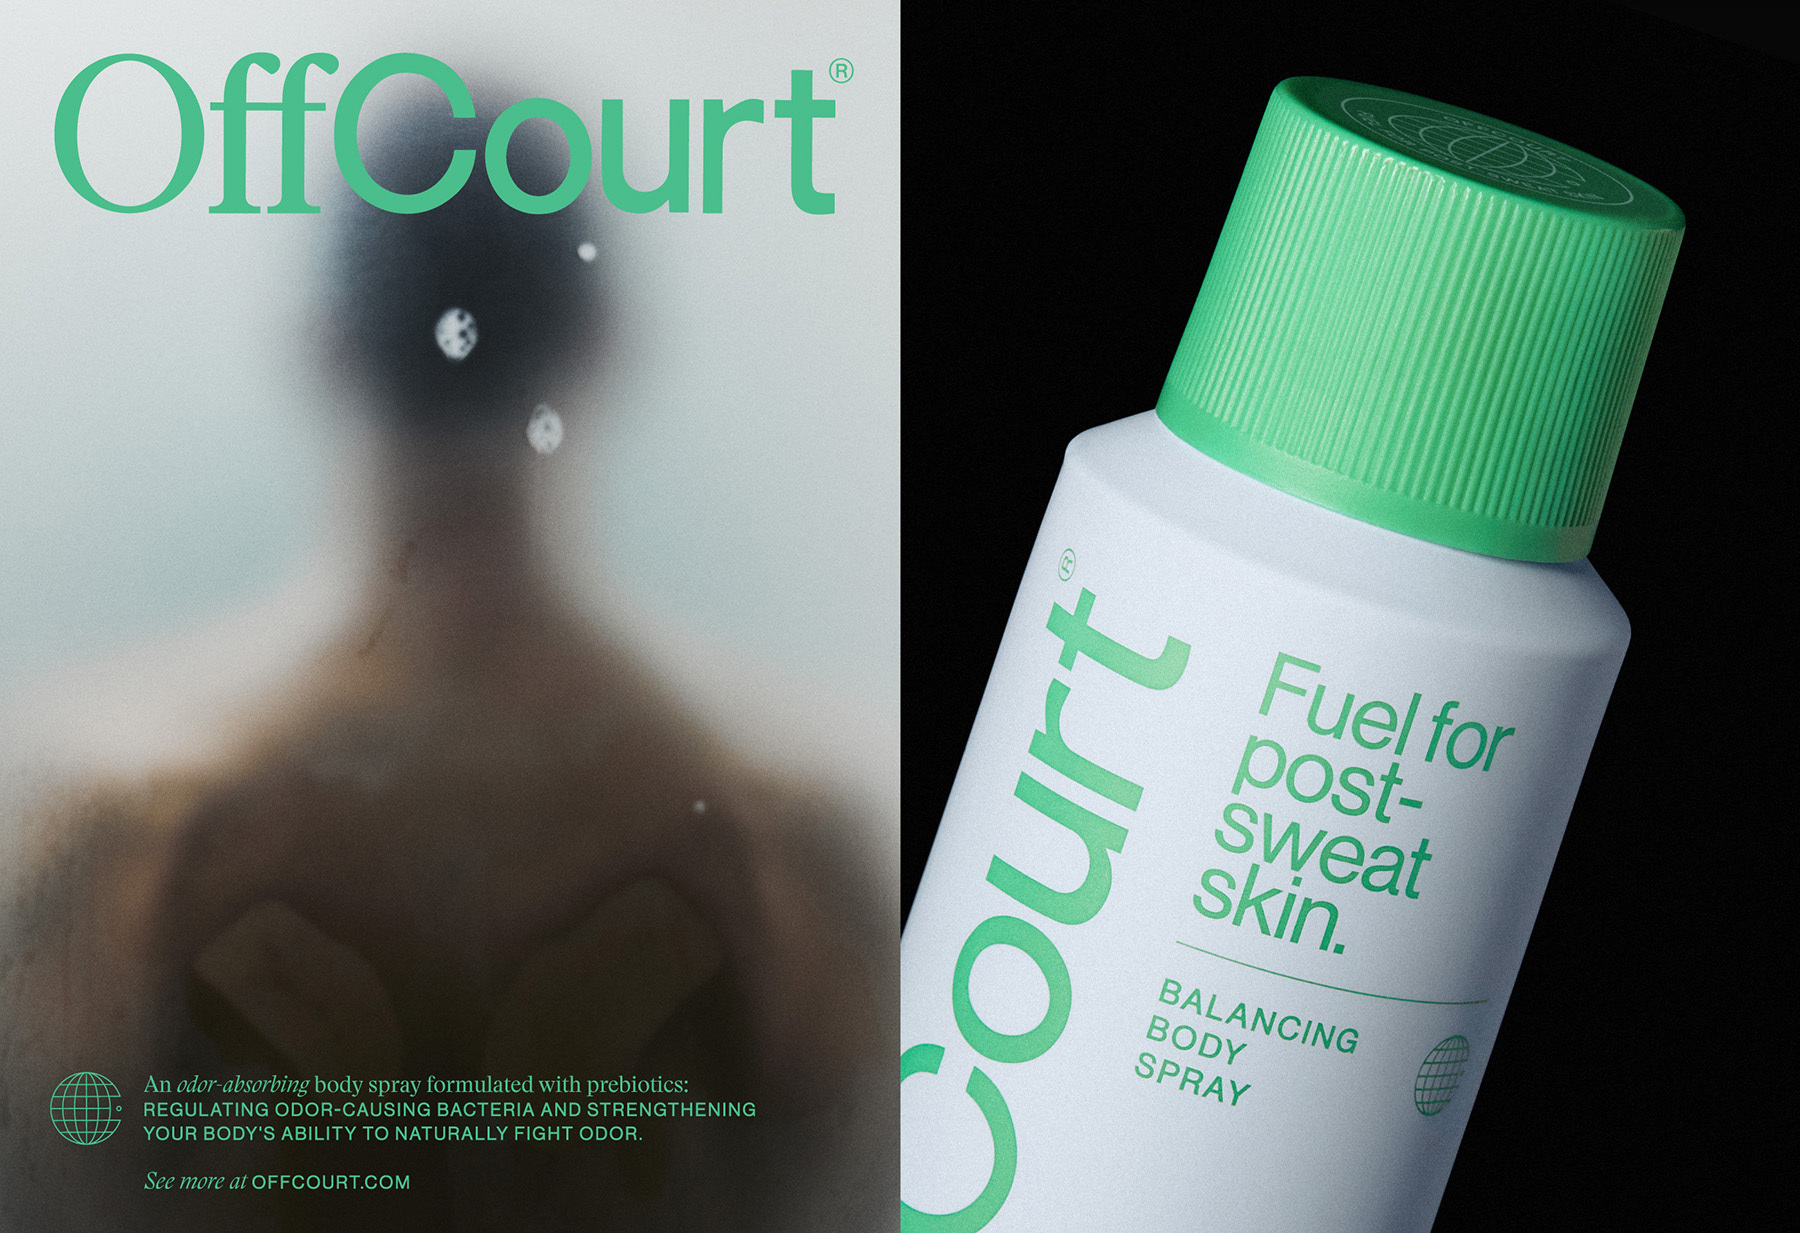 OffCourt®
An odor-absorbing body spray formulated with prebiotics:
REGULATING ODOR-CAUSING BACTERIA AND STRENGTHENING
YOUR BODY'S ABILITY TO NATURALLY FIGHT ODOR.
See more at OFFCOURT.COM
OFFCOURT
Court®
Fuel for
post-
sweat
skin.
BALANCING
BODY
SPRAY